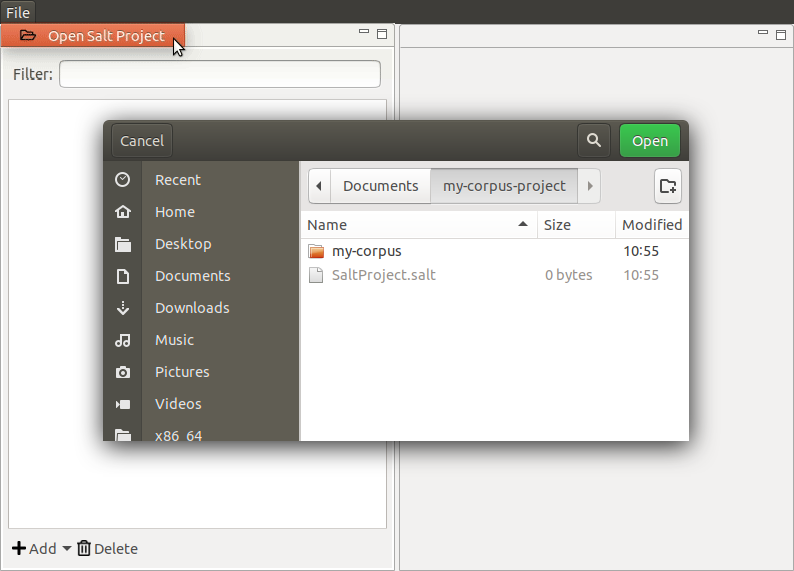 File
Open Salt Project
Filter:
Cancel
Open
Recent
Home
Desktop
Documents
Downloads
Music
Pictures
Videos
x86_64
Documents my-corpus-project
Name Size Modified
my-corpus 10:55
SaltProject.salt 0 bytes 10:55
Add Delete